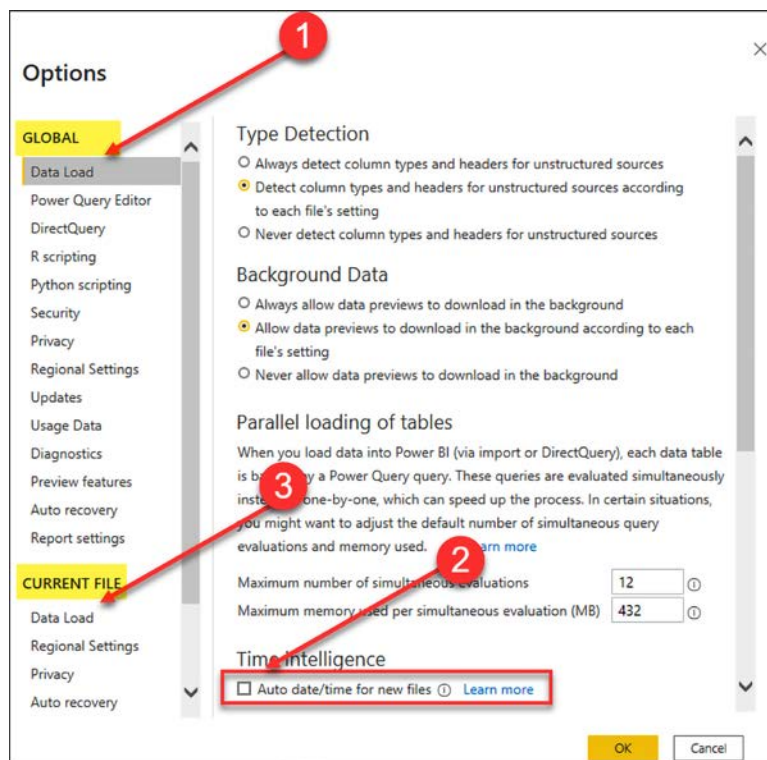 1
Options
GLOBAL
Data Load
Power Query Editor
DirectQuery
R scripting
Python scripting
Security
Privacy
Regional Settings
Updates
Usage Data
Diagnostics
Preview features
Auto recovery
Report settings
CURRENT FILE
Data Load
Regional Settings
Privacy
Auto recovery
Type Detection
Always detect column types and headers for unstructured sources
Detect column types and headers for unstructured sources according
to each file's setting
Never detect column types and headers for unstructured sources
Background Data
Always allow data previews to download in the background
Allow data previews to download in the background according to each
file's setting
Never allow data previews to download in the background
Parallel loading of tables
When you load data into Power BI (via import or DirectQuery), each data table
is by a Power Query query. These queries are evaluated simultaneously
3
one-by-one, which can speed up the process. In certain situations,
you might want to adjust the default number of simultaneous query
evaluations and memory used. more
2
Maximum number of simultaneous evaluations 12
Maximum memory used per simultaneous evaluation (MB) 432
Time intelligence
Auto date/time for new files Learn more
OK Cancel